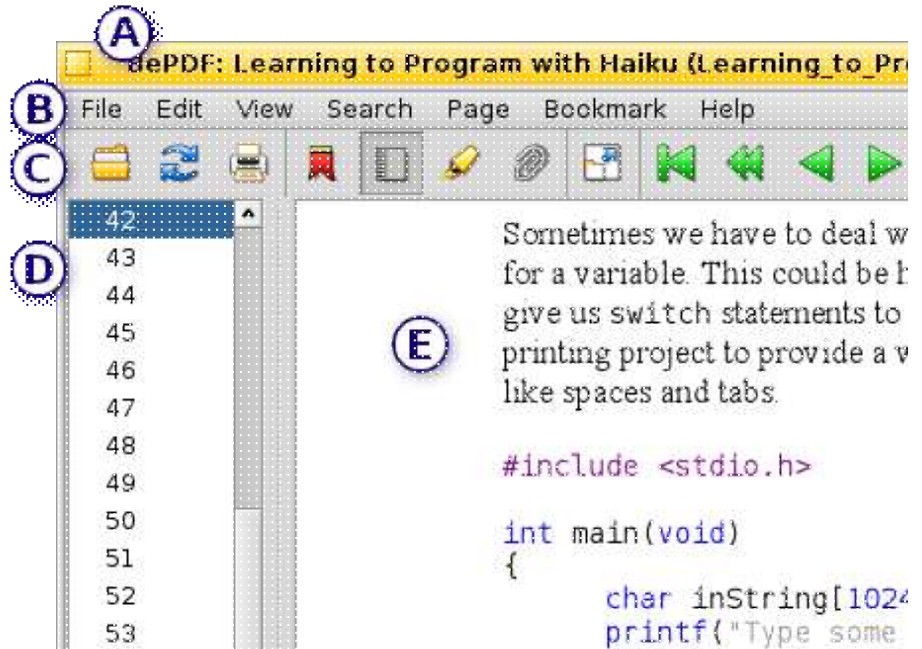 A
dePDF: Learning to Program with Haiku (Learning_to_Pr
B File Edit View Search Page Bookmark Help
C
42
D 43
44
45
46
47
48
49
50
51
52
53
E
Sometimes we have to deal w
for a variable. This could be h
give us switch statements to
printing project to provide a w
like spaces and tabs.
#include <stdio.h>
int main(void)
{
char inString[1024
printf("Type some